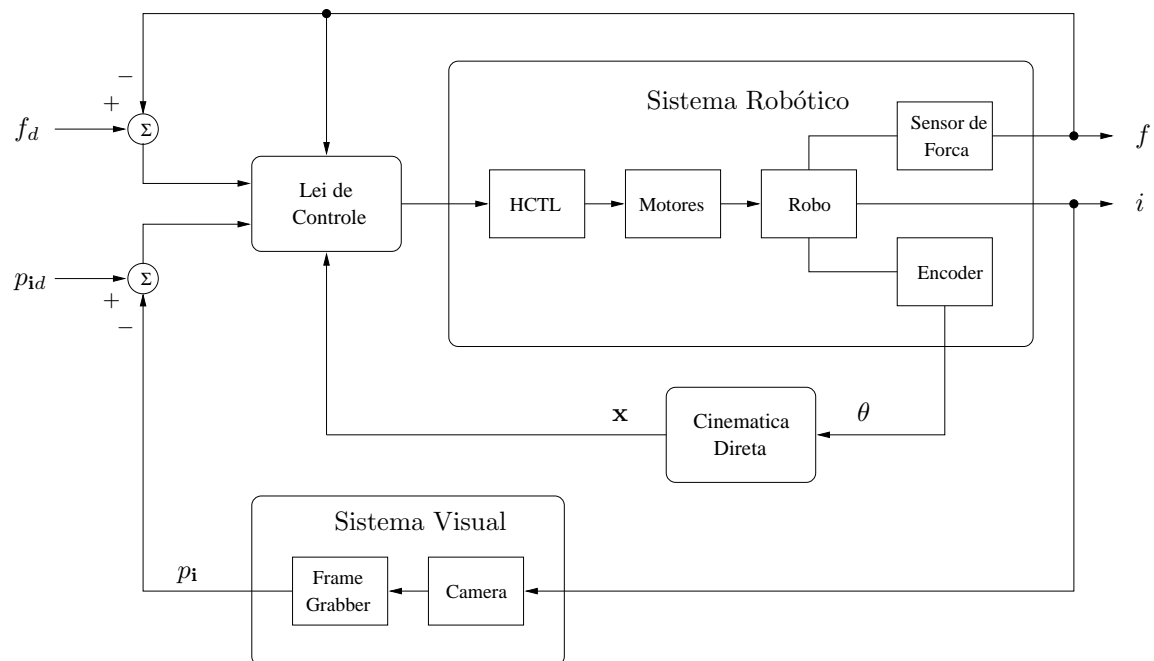 −
+
f_d
Σ
Sistema Robótico
Sensor de
Forca
f
Lei de
Controle
HCTL
Motores
Robo
i
p_id
Σ
+
−
Encoder
x
θ
Cinematica
Direta
Sistema Visual
p_i
Frame
Grabber
Camera